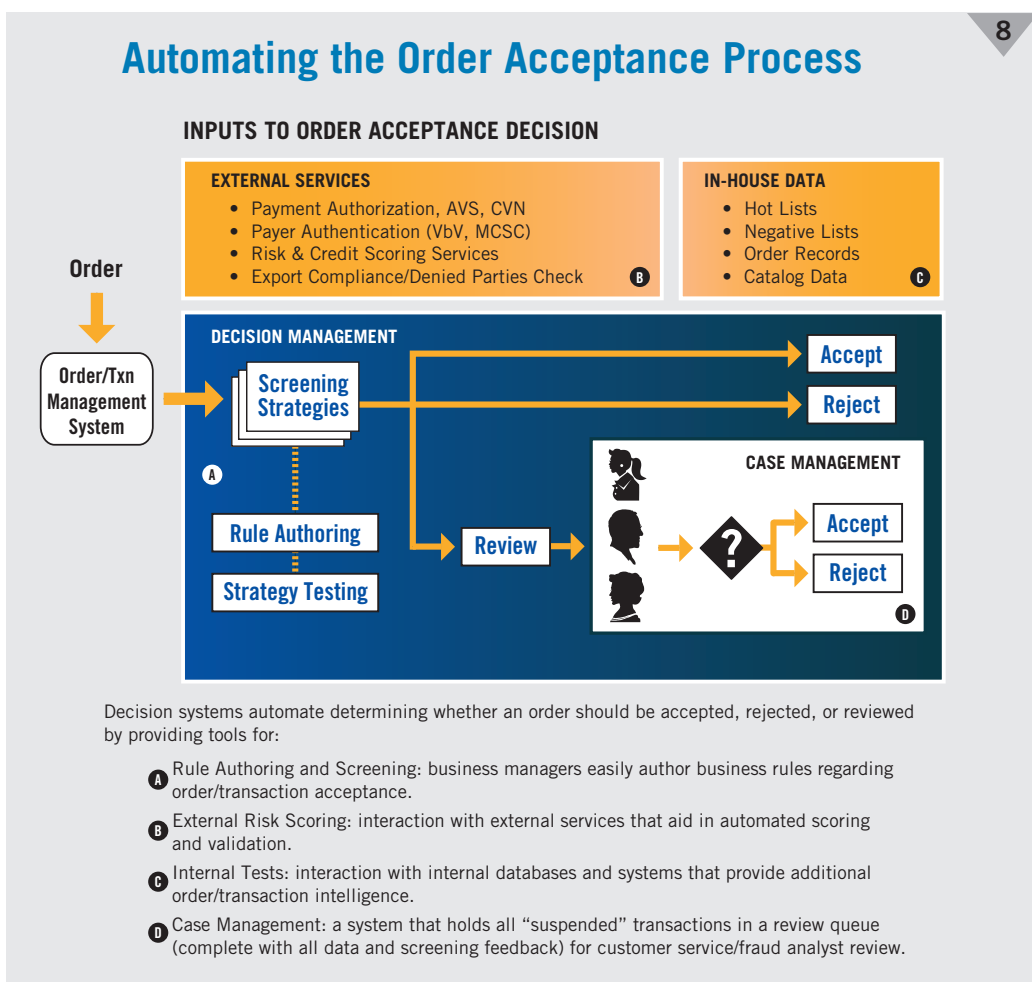 8
Automating the Order Acceptance Process
INPUTS TO ORDER ACCEPTANCE DECISION
EXTERNAL SERVICES
• Payment Authorization, AVS, CVN
• Payer Authentication (VbV, MCSC)
• Risk & Credit Scoring Services
• Export Compliance/Denied Parties Check
B
IN-HOUSE DATA
• Hot Lists
• Negative Lists
• Order Records
• Catalog Data
C
Order
Order/Txn
Management
System
DECISION MANAGEMENT
Screening
Strategies
A
Rule Authoring
Strategy Testing
Accept
Reject
Review
CASE MANAGEMENT
?
Accept
Reject
D
Decision systems automate determining whether an order should be accepted, rejected, or reviewed
by providing tools for:
A Rule Authoring and Screening: business managers easily author business rules regarding
order/transaction acceptance.
B External Risk Scoring: interaction with external services that aid in automated scoring
and validation.
C Internal Tests: interaction with internal databases and systems that provide additional
order/transaction intelligence.
D Case Management: a system that holds all “suspended” transactions in a review queue
(complete with all data and screening feedback) for customer service/fraud analyst review.